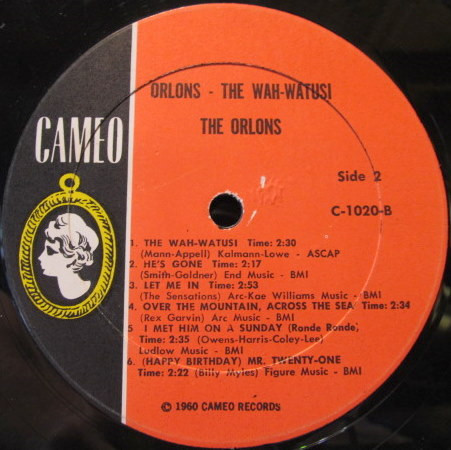 ORLONS - THE WAH-WATUSI
THE ORLONS
CAMEO
Side 2
C-1020-B
1. THE WAH-WATUSI Time: 2:30
(Mann-Appell) Kalmann-Lowe - ASCAP
2. HE'S GONE Time: 2:17
(Smith-Goldner) End Music - BMI
3. LET ME IN Time: 2:53
(The Sensations) Arc-Kae Williams Music - BMI
4. OVER THE MOUNTAIN, ACROSS THE SEA Time: 2:34
(Rex Garvin) Arc Music - BMI
5 I MET HIM ON A SUNDAY (Ronde Ronde)
Time: 2:35 (Owens-Harris-Coley-Lee)
Ludlow Music - BMI
6. (HAPPY BIRTHDAY) MR. TWENTY-ONE
Time: 2:22 (Billy Myles) Figure Music - BMI
© 1960 CAMEO RECORDS